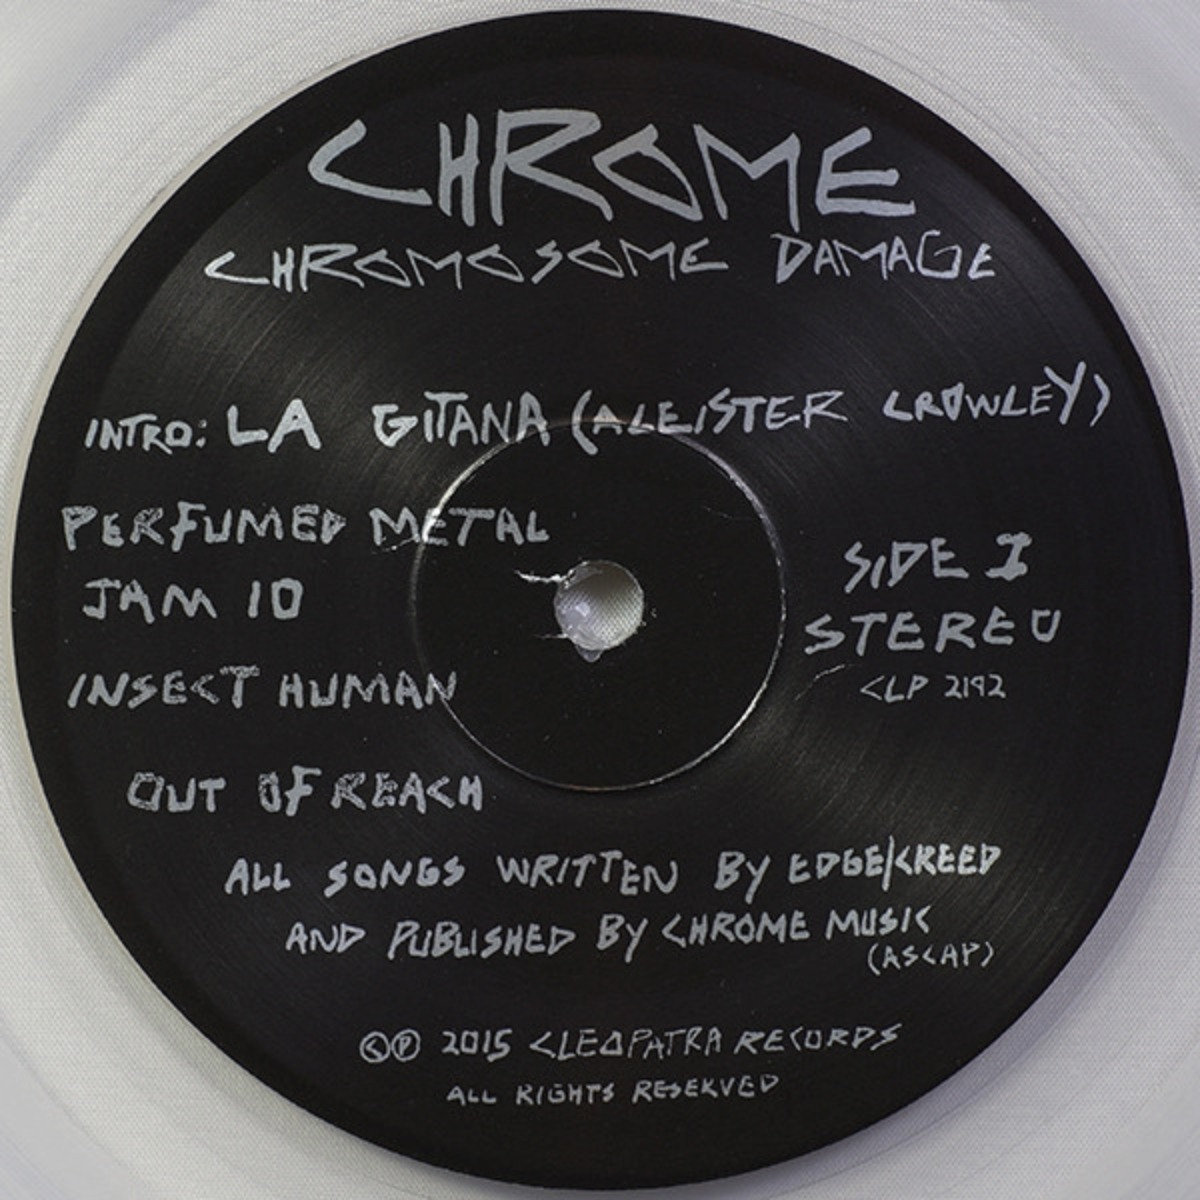 CHROME
CHROMOSOME DAMAGE
INTRO: LA GITANA (ALEISTER CROWLEY)
PERFUMED METAL
JAM 10
INSECT HUMAN
OUT OF REACH
SIDE I
STEREO
CLP 2192
ALL SONGS WRITTEN BY EDGE/CREED
AND PUBLISHED BY CHROME MUSIC
(ASCAP)
©℗ 2015 CLEOPATRA RECORDS
ALL RIGHTS RESERVED